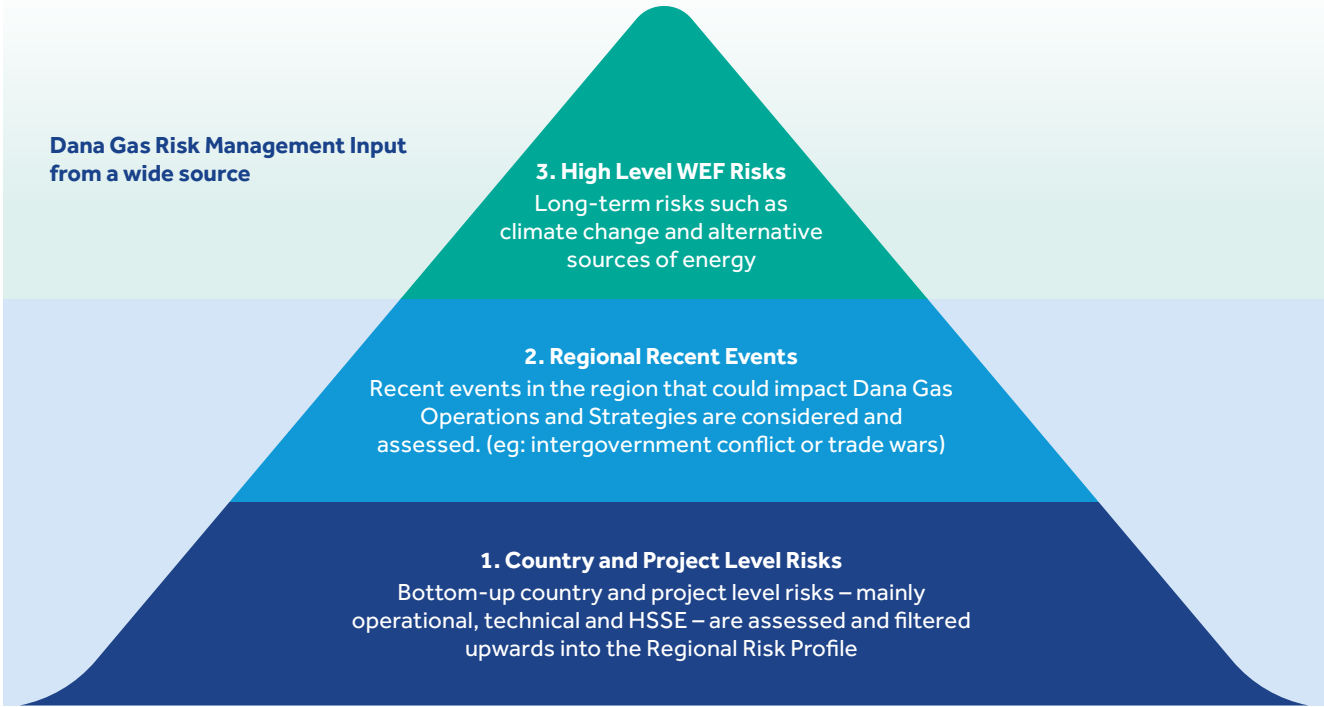 Dana Gas Risk Management Input
from a wide source
3. High Level WEF Risks
Long-term risks such as
climate change and alternative
sources of energy
2. Regional Recent Events
Recent events in the region that could impact Dana Gas
Operations and Strategies are considered and
assessed. (eg: intergovernment conflict or trade wars)
1. Country and Project Level Risks
Bottom-up country and project level risks – mainly
operational, technical and HSSE – are assessed and filtered
upwards into the Regional Risk Profile